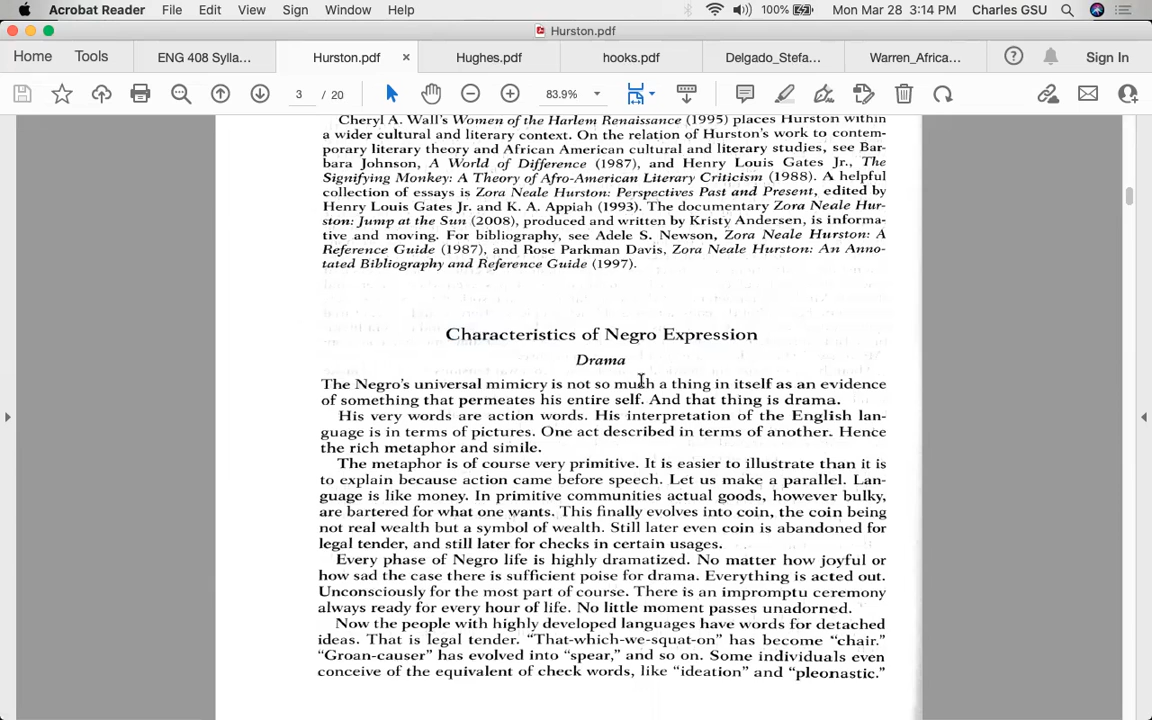 Acrobat Reader File Edit View Sign Window Help 100% Mon Mar 28 3:14 PM Charles GSU
Hurston.pdf
Home Tools ENG 408 Sylla... Hurston.pdf × Hughes.pdf hooks.pdf Delgado_Stefa... Warren_Africa... Sign In
3 / 20 83.9%
Cheryl A. Wall's Women of the Harlem Renaissance (1995) places Hurston within
a wider cultural and literary context. On the relation of Hurston's work to contem-
porary literary theory and African American cultural and literary studies, see Bar-
bara Johnson, A World of Difference (1987), and Henry Louis Gates Jr., The
Signifying Monkey: A Theory of Afro-American Literary Criticism (1988). A helpful
collection of essays is Zora Neale Hurston: Perspectives Past and Present, edited by
Henry Louis Gates Jr. and K. A. Appiah (1993). The documentary Zora Neale Hur-
ston: Jump at the Sun (2008), produced and written by Kristy Andersen, is informa-
tive and moving. For bibliography, see Adele S. Newson, Zora Neale Hurston: A
Reference Guide (1987), and Rose Parkman Davis, Zora Neale Hurston: An Anno-
tated Bibliography and Reference Guide (1997).
Characteristics of Negro Expression
Drama
The Negro's universal mimicry is not so much a thing in itself as an evidence
of something that permeates his entire self. And that thing is drama.
His very words are action words. His interpretation of the English lan-
guage is in terms of pictures. One act described in terms of another. Hence
the rich metaphor and simile.
The metaphor is of course very primitive. It is easier to illustrate than it is
to explain because action came before speech. Let us make a parallel. Lan-
guage is like money. In primitive communities actual goods, however bulky,
are bartered for what one wants. This finally evolves into coin, the coin being
not real wealth but a symbol of wealth. Still later even coin is abandoned for
legal tender, and still later for checks in certain usages.
Every phase of Negro life is highly dramatized. No matter how joyful or
how sad the case there is sufficient poise for drama. Everything is acted out.
Unconsciously for the most part of course. There is an impromptu ceremony
always ready for every hour of life. No little moment passes unadorned.
Now the people with highly developed languages have words for detached
ideas. That is legal tender. "That-which-we-squat-on" has become "chair."
"Groan-causer" has evolved into "spear," and so on. Some individuals even
conceive of the equivalent of check words, like "ideation" and "pleonastic."